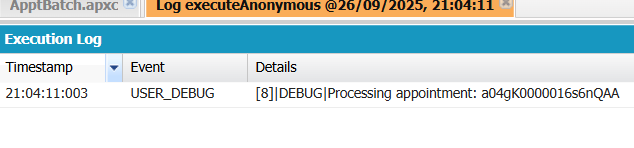 ApptBatch.apxc
Log executeAnonymous @26/09/2025, 21:04:11
Execution Log
Timestamp Event Details
21:04:11:003 USER_DEBUG [8]|DEBUG|Processing appointment: a04gK0000016s6nQAA